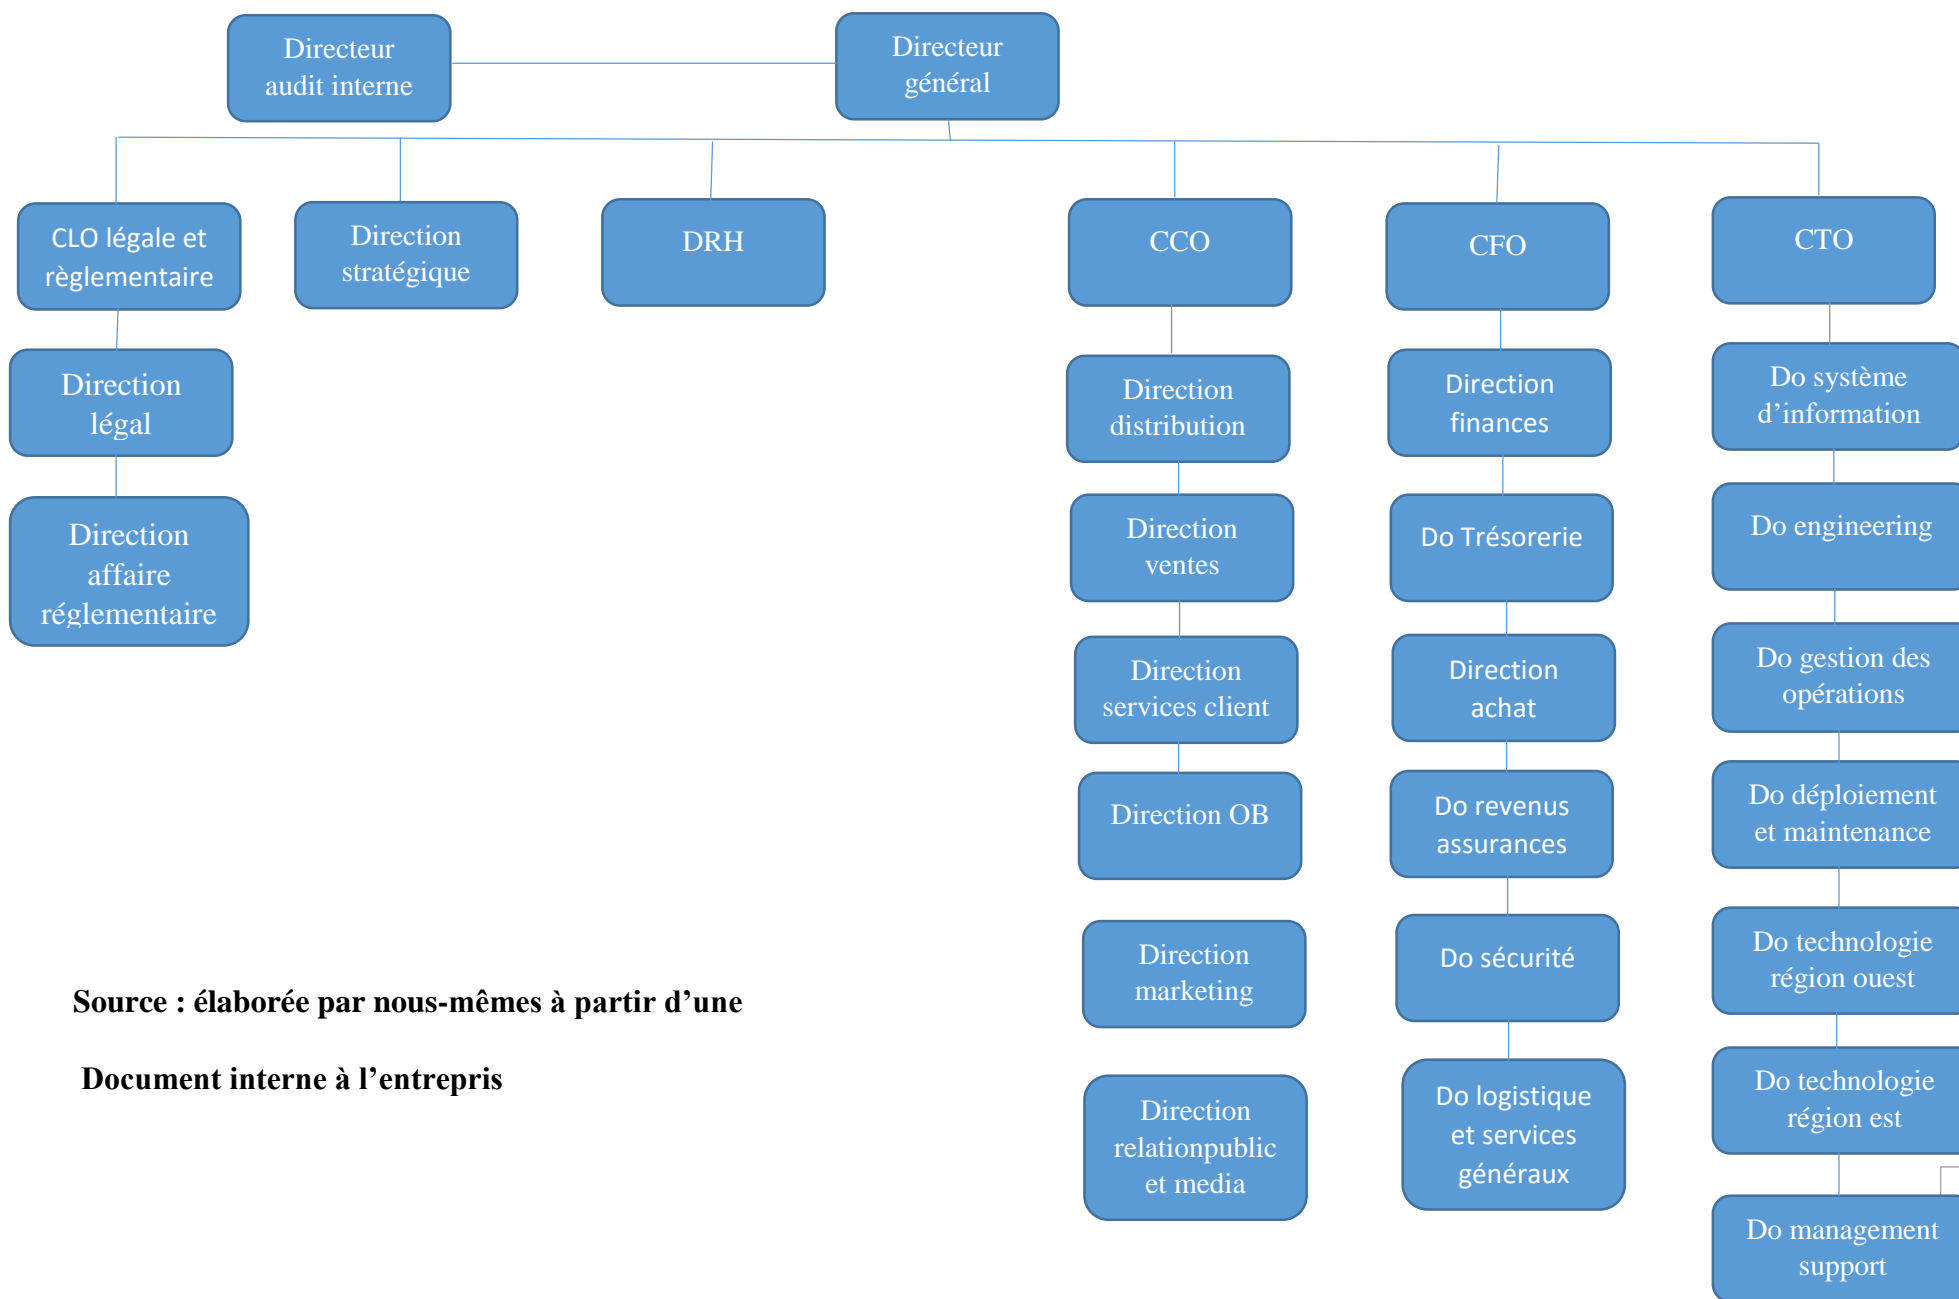 Directeur
audit interne
Directeur
général
CLO légale et
règlementaire
Direction
stratégique
DRH
CCO
CFO
CTO
Direction
légal
Direction
affaire
réglementaire
Direction
distribution
Direction
ventes
Direction
services client
Direction OB
Direction
marketing
Direction
relationpublic
et media
Direction
finances
Do Trésorerie
Direction
achat
Do revenus
assurances
Do sécurité
Do logistique
et services
généraux
Do système
d’information
Do engineering
Do gestion des
opérations
Do déploiement
et maintenance
Do technologie
région ouest
Do technologie
région est
Do management
support
Source : élaborée par nous-mêmes à partir d’une
Document interne à l’entrepris